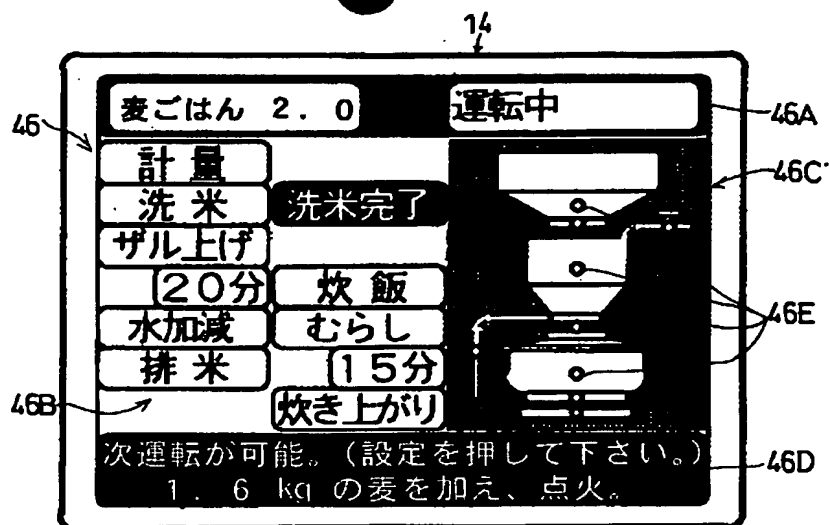 14
麦ごはん 2.0 運転中
46A
46
計量
46C
洗米 洗米完了
ザル上げ
20分 炊飯
水加減 むらし
46E
排米 15分
46B
炊き上がり
次運転が可能。(設定を押して下さい。)
46D
1.6 kg の麦を加え、点火。